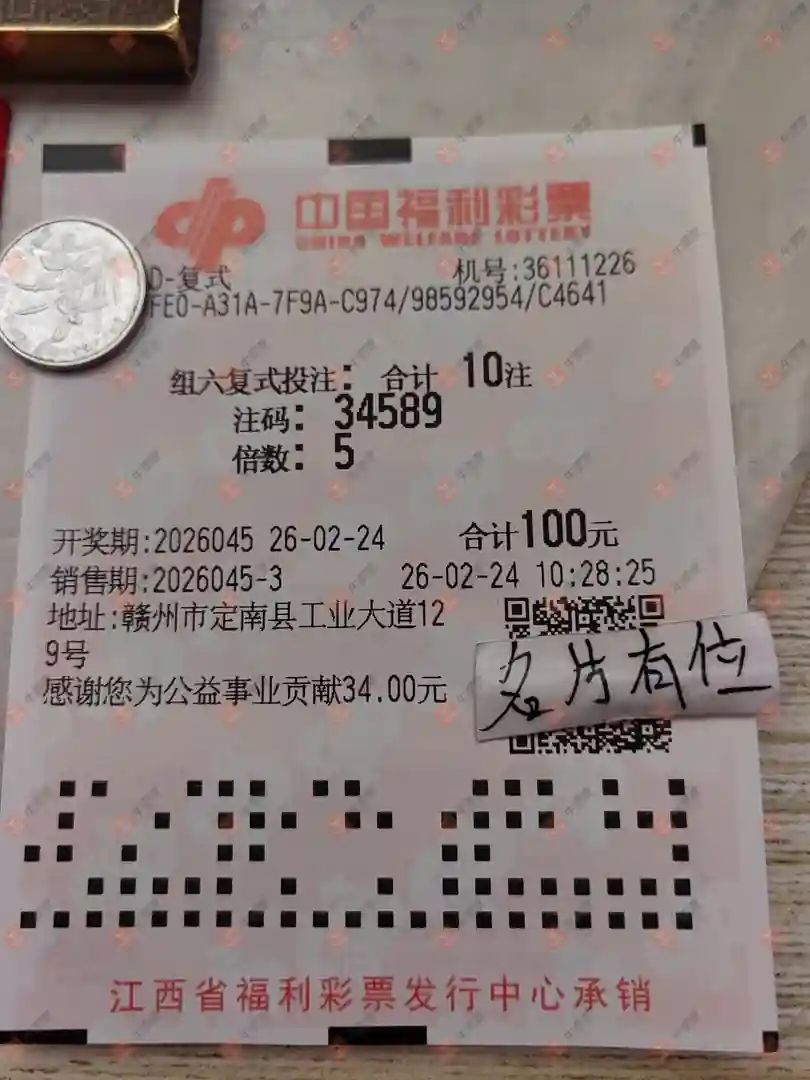 中国福利彩票
CHINA WELFARE LOTTERY
D-复式 机号:36111226
FE0-A31A-7F9A-C974/98592954/C4641
组六复式投注: 合计 10注
注码: 34589
倍数: 5
开奖期:2026045 26-02-24 合计100元
销售期:2026045-3 26-02-24 10:28:25
地址:赣州市定南县工业大道12
9号
感谢您为公益事业贡献34.00元
名片有位
江西省福利彩票发行中心承销